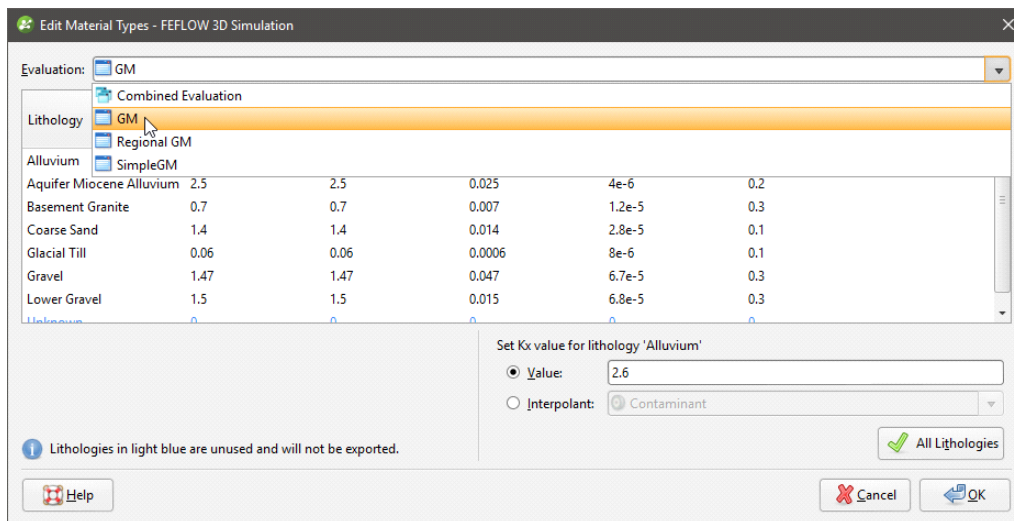 Edit Material Types - FEFLOW 3D Simulation
Evaluation: GM
Combined Evaluation
Lithology GM
Regional GM
Alluvium SimpleGM
Aquifer Miocene Alluvium 2.5 2.5 0.025 4e-6 0.2
Basement Granite 0.7 0.7 0.007 1.2e-5 0.3
Coarse Sand 1.4 1.4 0.014 2.8e-5 0.1
Glacial Till 0.06 0.06 0.0006 8e-6 0.1
Gravel 1.47 1.47 0.047 6.7e-5 0.3
Lower Gravel 1.5 1.5 0.015 6.8e-5 0.3
Unknown 0 0 0 0 0
Set Kx value for lithology 'Alluvium'
Value: 2.6
Interpolant: Contaminant
Lithologies in light blue are unused and will not be exported.
All Lithologies
Help Cancel OK